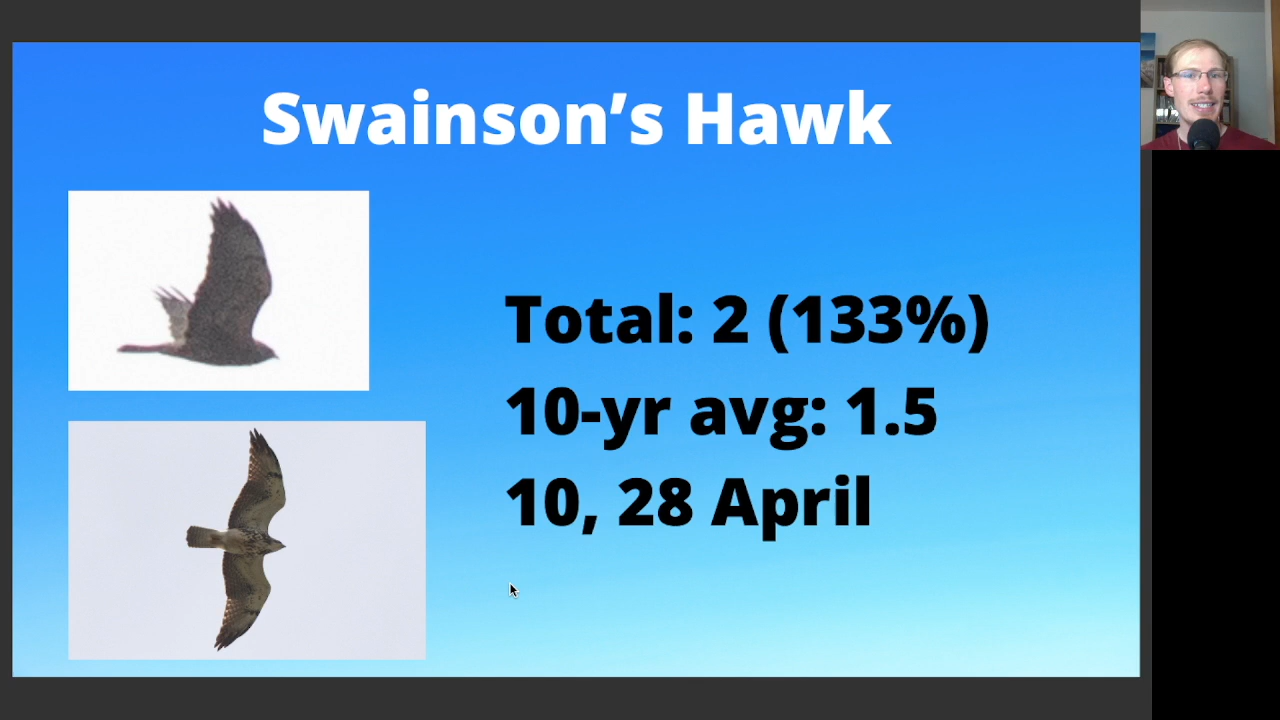 Swainson’s Hawk
Total: 2 (133%)
10-yr avg: 1.5
10, 28 April